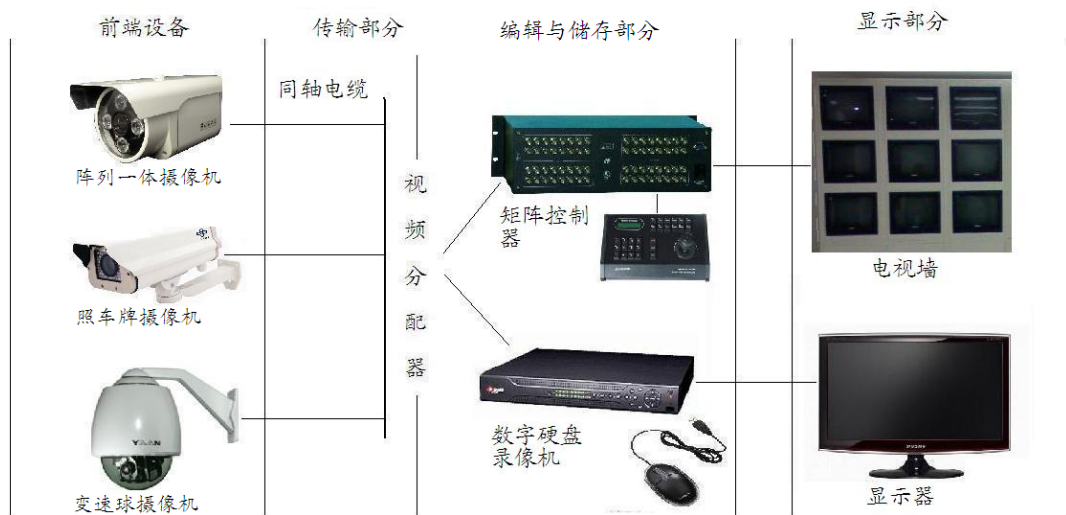 前端设备
传输部分
编辑与储存部分
显示部分
同轴电缆
阵列一体摄像机
照车牌摄像机
YAAN
变速球摄像机
视
频
分
配
器
矩阵控制
器
数字硬盘
录像机
电视墙
显示器